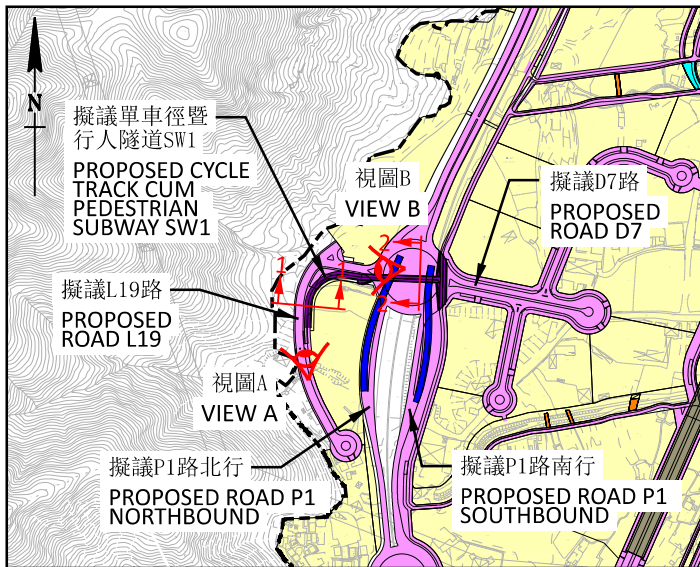 N
擬議單車徑暨
行人隧道SW1
PROPOSED CYCLE
TRACK CUM
PEDESTRIAN
SUBWAY SW1
視圖B
VIEW B
擬議D7路
PROPOSED
ROAD D7
2
1
1
2
擬議L19路
PROPOSED
ROAD L19
視圖A
VIEW A
擬議P1路北行
PROPOSED ROAD P1
NORTHBOUND
擬議P1路南行
PROPOSED ROAD P1
SOUTHBOUND